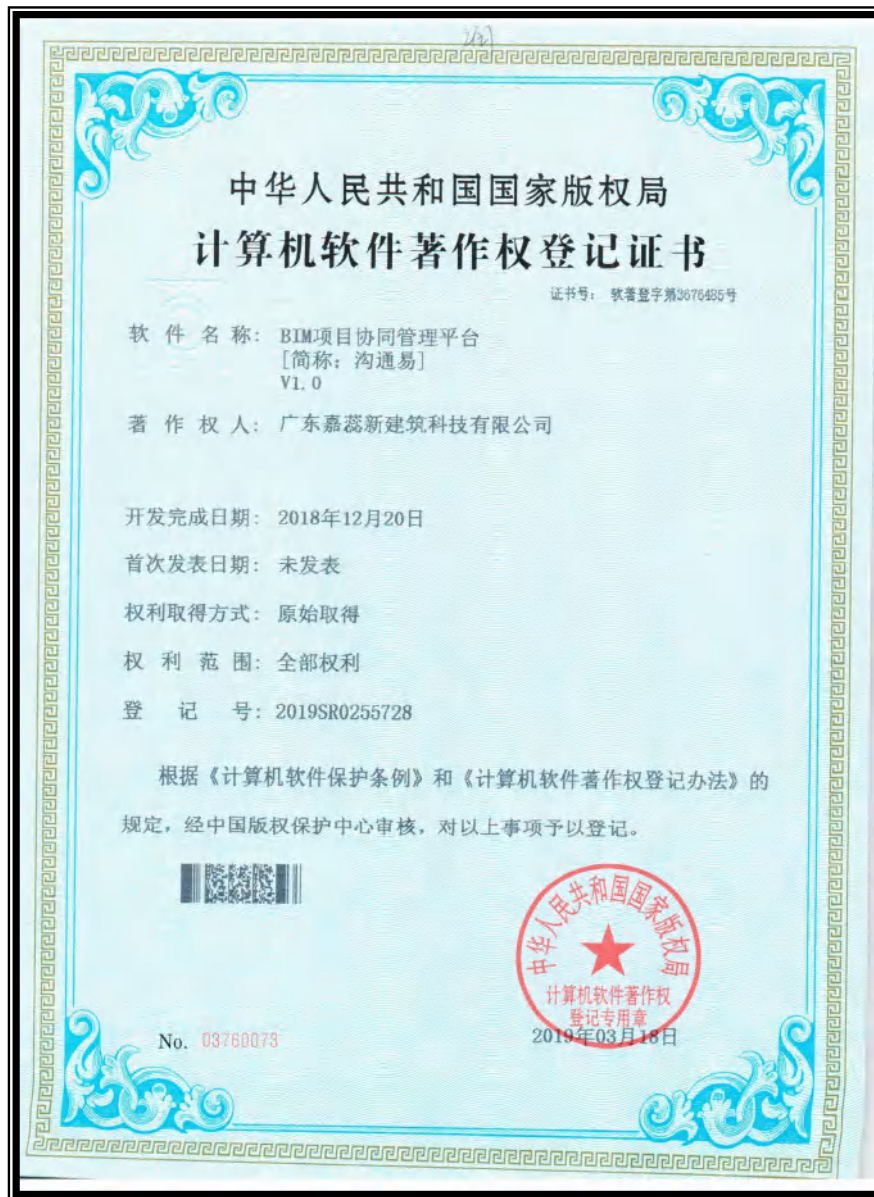 中华人民共和国国家版权局
计算机软件著作权登记证书
证书号： 软著登字第3676485号
软件名称： BIM项目协同管理平台
[简称：沟通易]
V1.0
著作权人： 广东嘉蕊新建筑科技有限公司
开发完成日期： 2018年12月20日
首次发表日期： 未发表
权利取得方式： 原始取得
权利范围： 全部权利
登记号： 2019SR0255728
根据《计算机软件保护条例》和《计算机软件著作权登记办法》的
规定，经中国版权保护中心审核，对以上事项予以登记。
中华人民共和国国家版权局
计算机软件著作权
登记专用章
No. 03760073
2019年03月18日